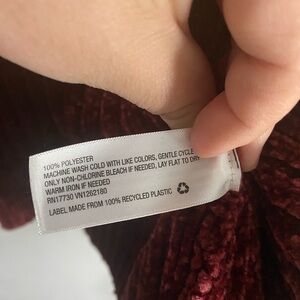 100% POLYESTER
MACHINE WASH COLD WITH LIKE COLORS, GENTLE CYCLE
ONLY NON-CHLORINE BLEACH IF NEEDED, LAY FLAT TO DRY
WARM IRON IF NEEDED
RN17730 VN1262180
LABEL MADE FROM 100% RECYCLED PLASTIC